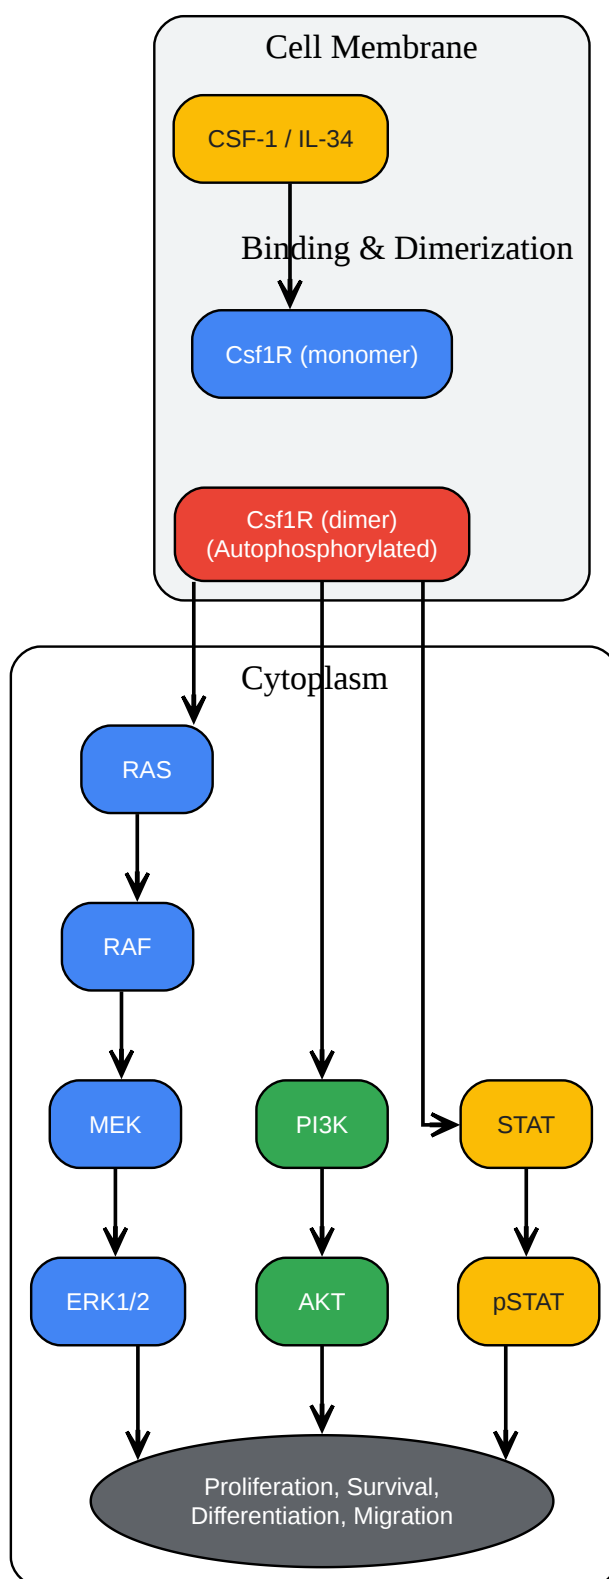 Cell Membrane
CSF-1 / IL-34
Binding & Dimerization
Csf1R (monomer)
Csf1R (dimer)
(Autophosphorylated)
Cytoplasm
RAS
RAF
MEK
PI3K
STAT
ERK1/2
AKT
pSTAT
Proliferation, Survival,
Differentiation, Migration